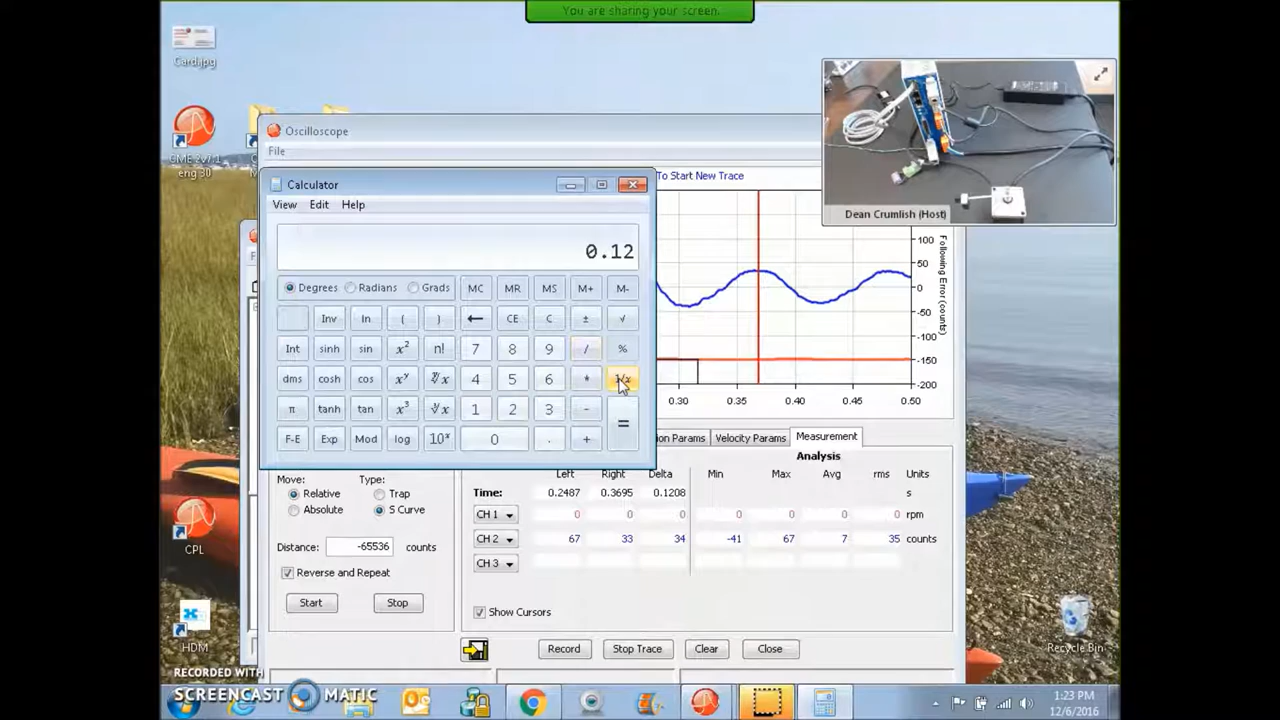 You are sharing your screen.
Card.jpg
CME 2v7.1
eng 30
Oscilloscope
File
To Start New Trace
Dean Crumlish (Host)
Calculator
View Edit Help
0.12
Degrees Radians Grads MC MR MS M+ M-
Inv ln ( ) ← CE C ± √
Int sinh sin x² n! 7 8 9 / %
dms cosh cos xʸ ʸ√x 4 5 6 * 1/x
π tanh tan x³ ³√x 1 2 3 - =
F-E Exp Mod log 10ˣ 0 . +
100
50
0
-50
-100
-150
-200
Following Error (counts)
0.30 0.35 0.40 0.45 0.50
Params Velocity Params Measurement
Analysis
Move: Type:
Relative Trap
Absolute S Curve
Distance: -65536 counts
Reverse and Repeat
Start Stop
Left Right Delta Min Max Avg rms Units
Time: 0.2487 0.3695 0.1208 s
CH 1 0 0 0 0 0 0 0 rpm
CH 2 67 33 34 -41 67 7 35 counts
CH 3
Show Cursors
Record Stop Trace Clear Close
CPL
HDM
Recycle Bin
RECORDED WITH
SCREENCAST MATIC
1:23 PM
12/6/2016